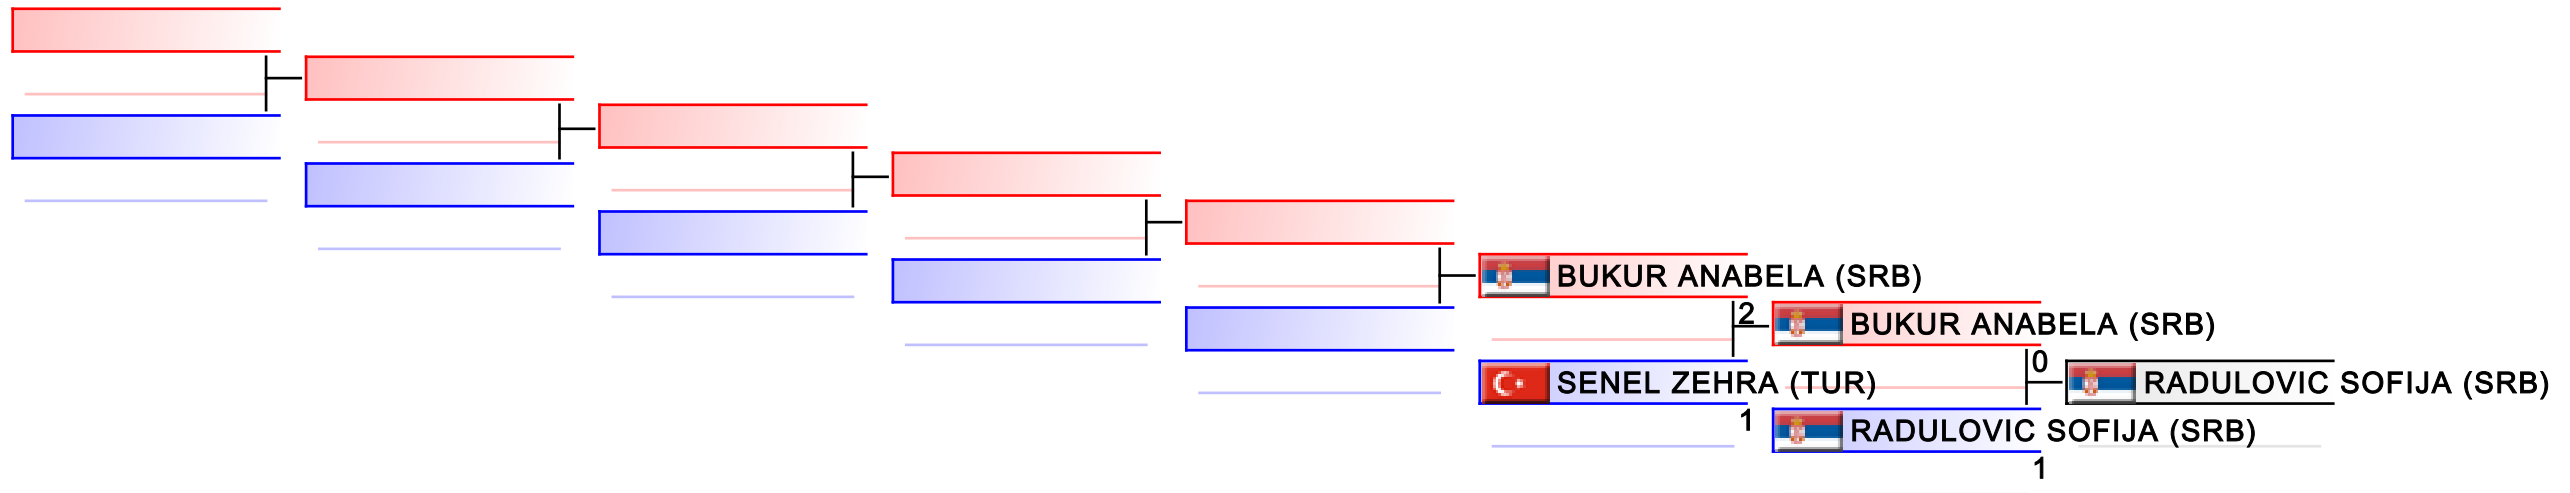 BUKUR ANABELA (SRB)
2
BUKUR ANABELA (SRB)
0
SENEL ZEHRA (TUR)
RADULOVIC SOFIJA (SRB)
1
RADULOVIC SOFIJA (SRB)
1